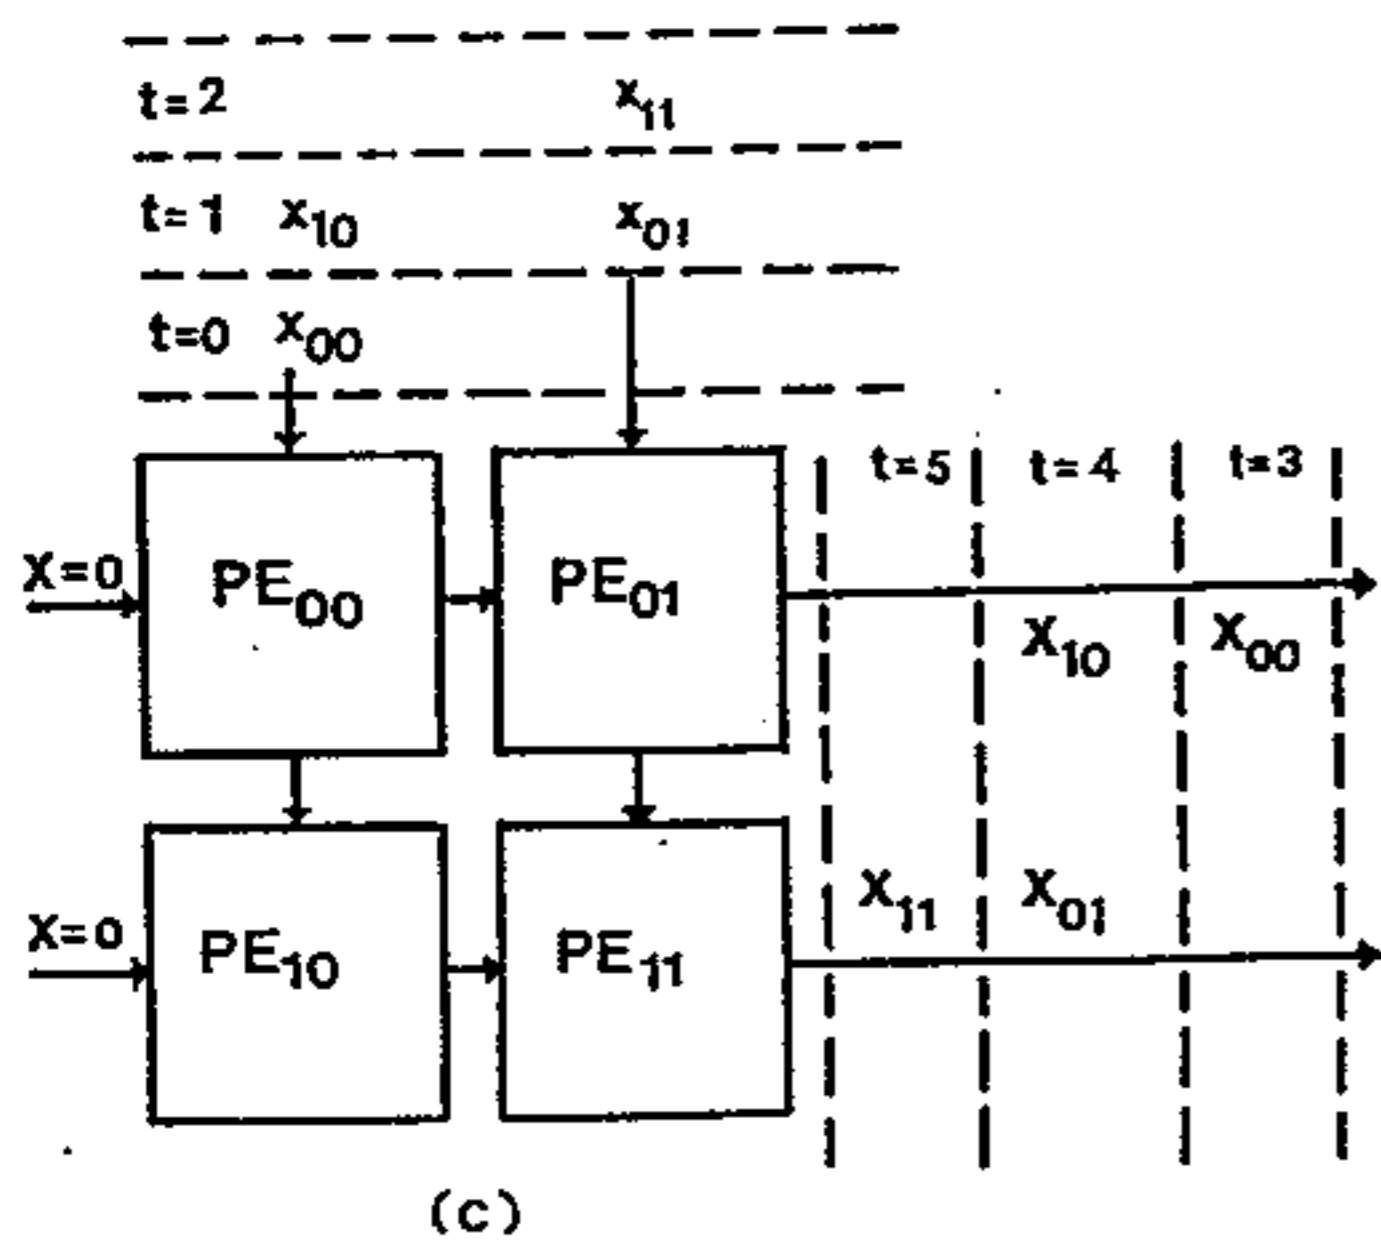 t=2 x11
t=1 x10 x01
t=0 x00
t=5 t=4 t=3
X=0 PE00 PE01
X10 X00
X11 X01
X=0 PE10 PE11
(c)